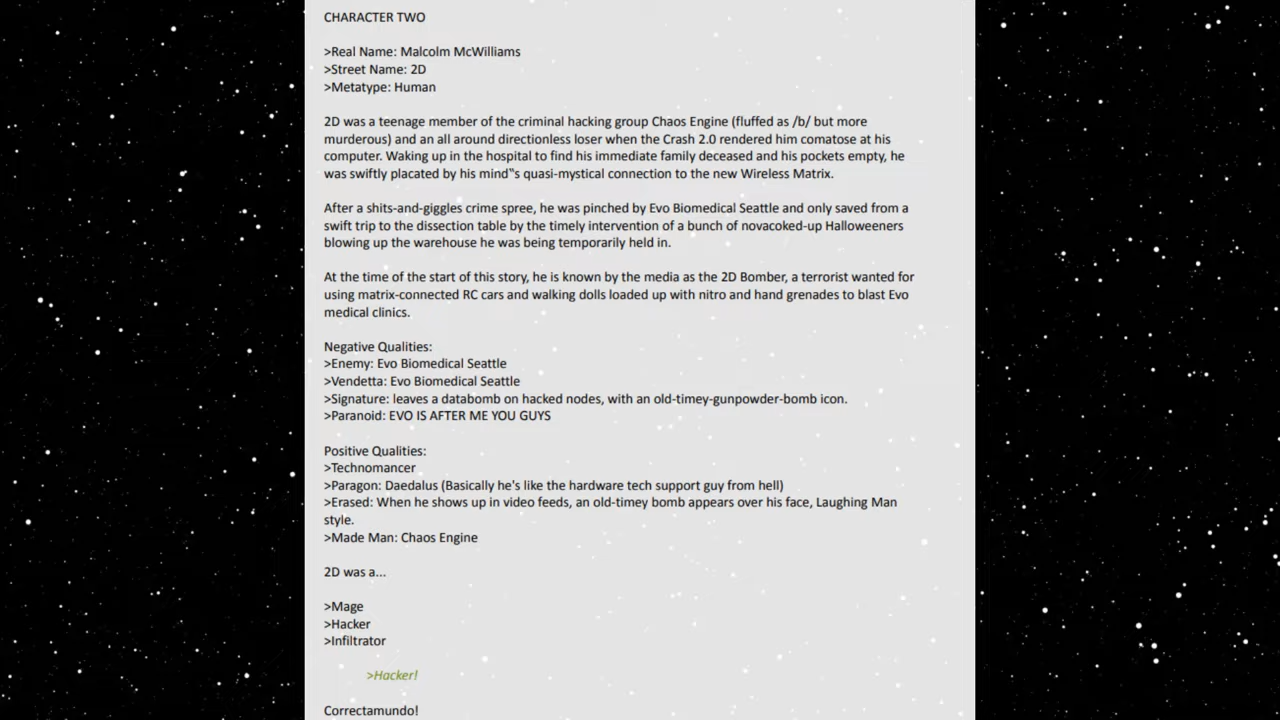 CHARACTER TWO
>Real Name: Malcolm McWilliams
>Street Name: 2D
>Metatype: Human
2D was a teenage member of the criminal hacking group Chaos Engine (fluffed as /b/ but more
murderous) and an all around directionless loser when the Crash 2.0 rendered him comatose at his
computer. Waking up in the hospital to find his immediate family deceased and his pockets empty, he
was swiftly placated by his mind‟s quasi-mystical connection to the new Wireless Matrix.
After a shits-and-giggles crime spree, he was pinched by Evo Biomedical Seattle and only saved from a
swift trip to the dissection table by the timely intervention of a bunch of novacoked-up Halloweeners
blowing up the warehouse he was being temporarily held in.
At the time of the start of this story, he is known by the media as the 2D Bomber, a terrorist wanted for
using matrix-connected RC cars and walking dolls loaded up with nitro and hand grenades to blast Evo
medical clinics.
Negative Qualities:
>Enemy: Evo Biomedical Seattle
>Vendetta: Evo Biomedical Seattle
>Signature: leaves a databomb on hacked nodes, with an old-timey-gunpowder-bomb icon.
>Paranoid: EVO IS AFTER ME YOU GUYS
Positive Qualities:
>Technomancer
>Paragon: Daedalus (Basically he's like the hardware tech support guy from hell)
>Erased: When he shows up in video feeds, an old-timey bomb appears over his face, Laughing Man
style.
>Made Man: Chaos Engine
2D was a...
>Mage
>Hacker
>Infiltrator
>Hacker!
Correctamundo!